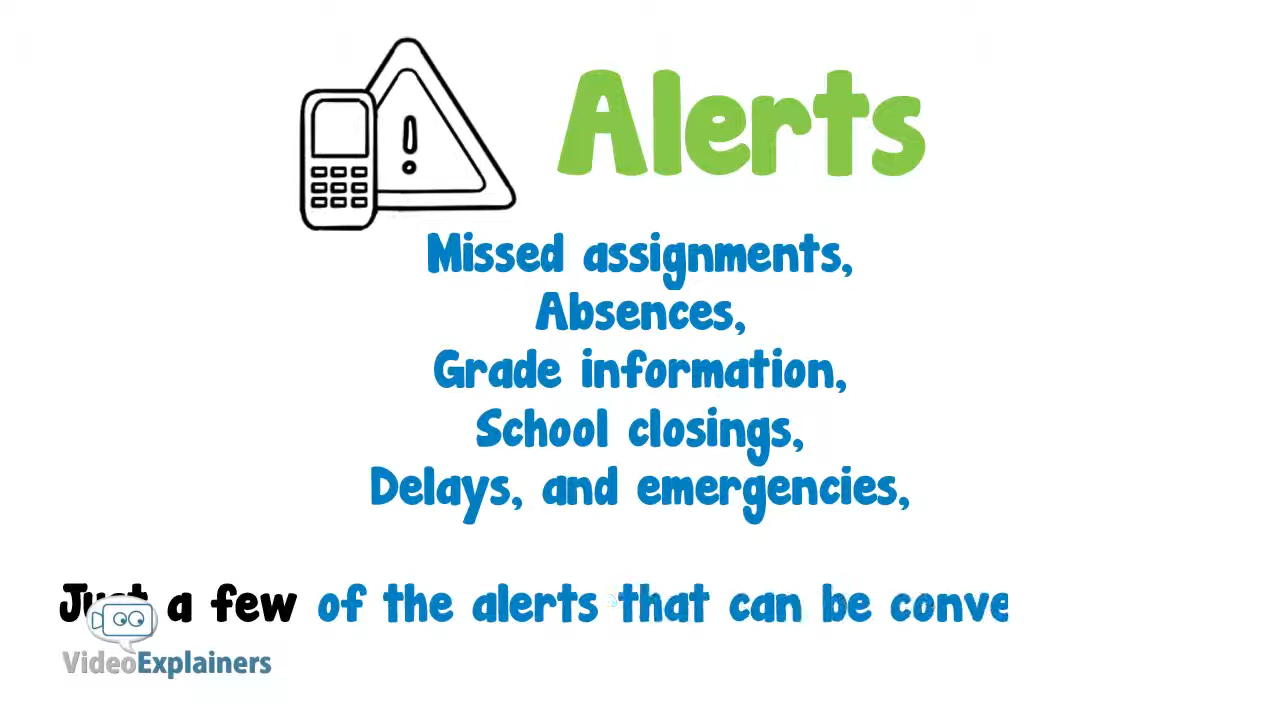 Alerts
Missed assignments,
Absences,
Grade information,
School closings,
Delays, and emergencies,
Just a few of the alerts that can be conve
VideoExplainers